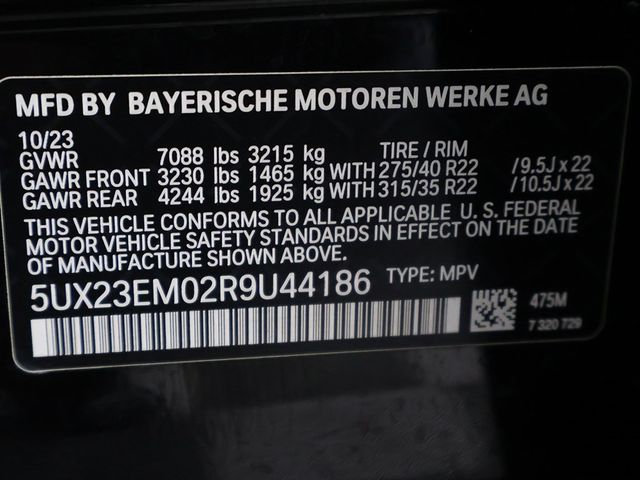 MFD BY BAYERISCHE MOTOREN WERKE AG
10/23 TIRE / RIM
GVWR 7088 lbs 3215 kg
GAWR FRONT 3230 lbs 1465 kg WITH 275/40 R22 /9.5J x 22
GAWR REAR 4244 lbs 1925 kg WITH 315/35 R22 /10.5J x 22
THIS VEHICLE CONFORMS TO ALL APPLICABLE U. S. FEDERAL
MOTOR VEHICLE SAFETY STANDARDS IN EFFECT ON THE DATE
OF MANUFACTURE SHOWN ABOVE.
5UX23EM02R9U44186 TYPE: MPV
475M
7 320 729